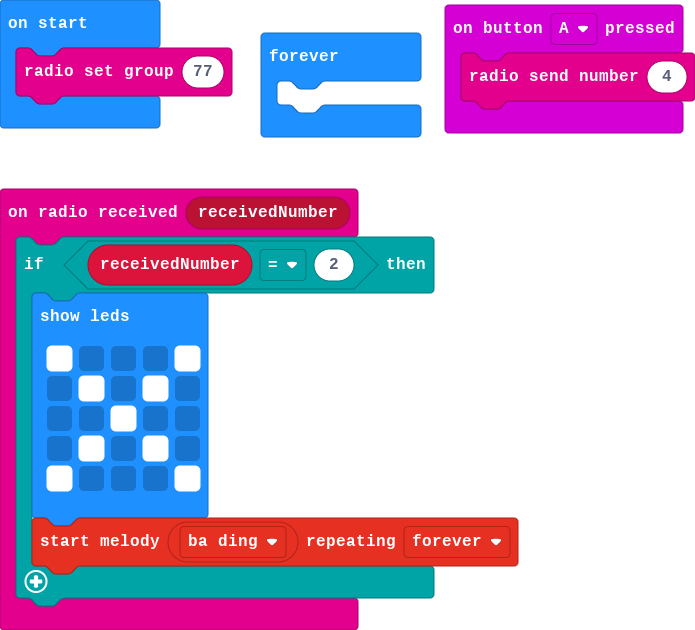 on start
radio set group 77
forever
on button A pressed
radio send number 4
on radio received receivedNumber
if receivedNumber = 2 then
show leds
start melody ba ding repeating forever